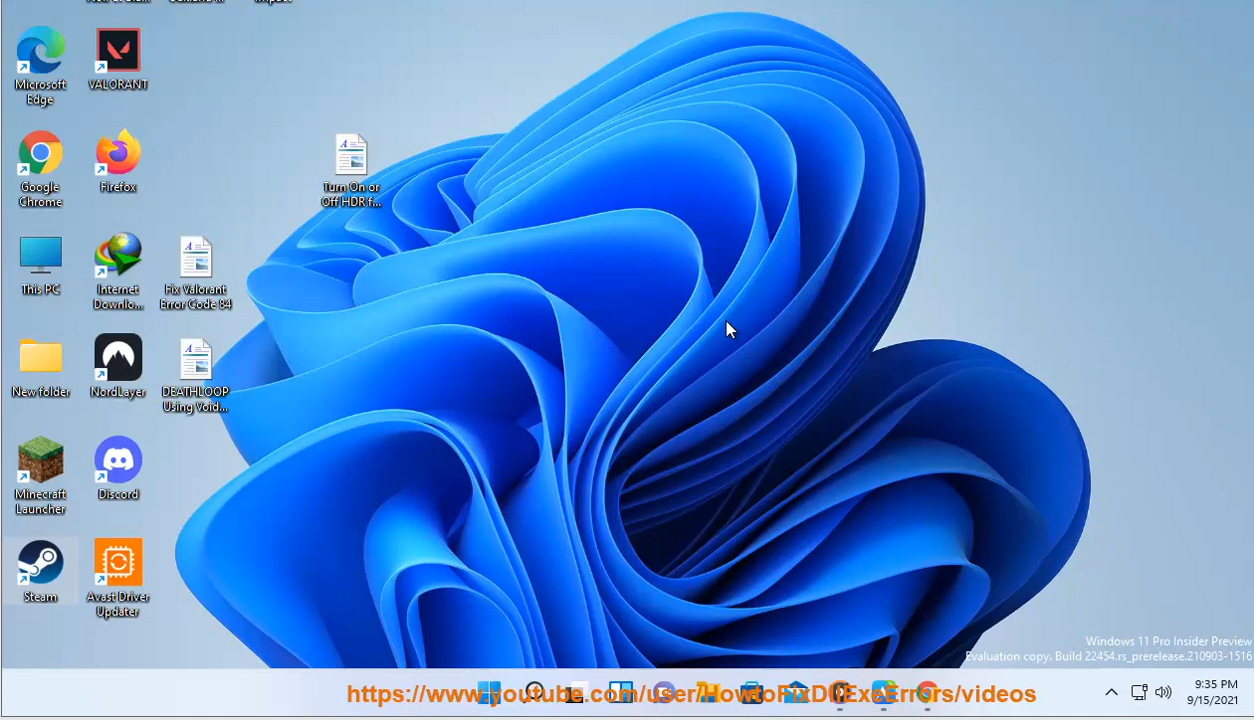 Microsoft
Edge
VALORANT
Google
Chrome
Firefox
Turn On or
Off HDR f...
This PC
Internet
Downlo...
Fix Valorant
Error Code 84
New folder
NordLayer
DEATHLOOP
Using Void...
Minecraft
Launcher
Discord
Steam
Avast Driver
Updater
Windows 11 Pro Insider Preview
Evaluation copy. Build 22454.rs_prerelease.210903-1516
https://www.youtube.com/user/HowtoFixDllExeErrors/videos
9:35 PM
9/15/2021